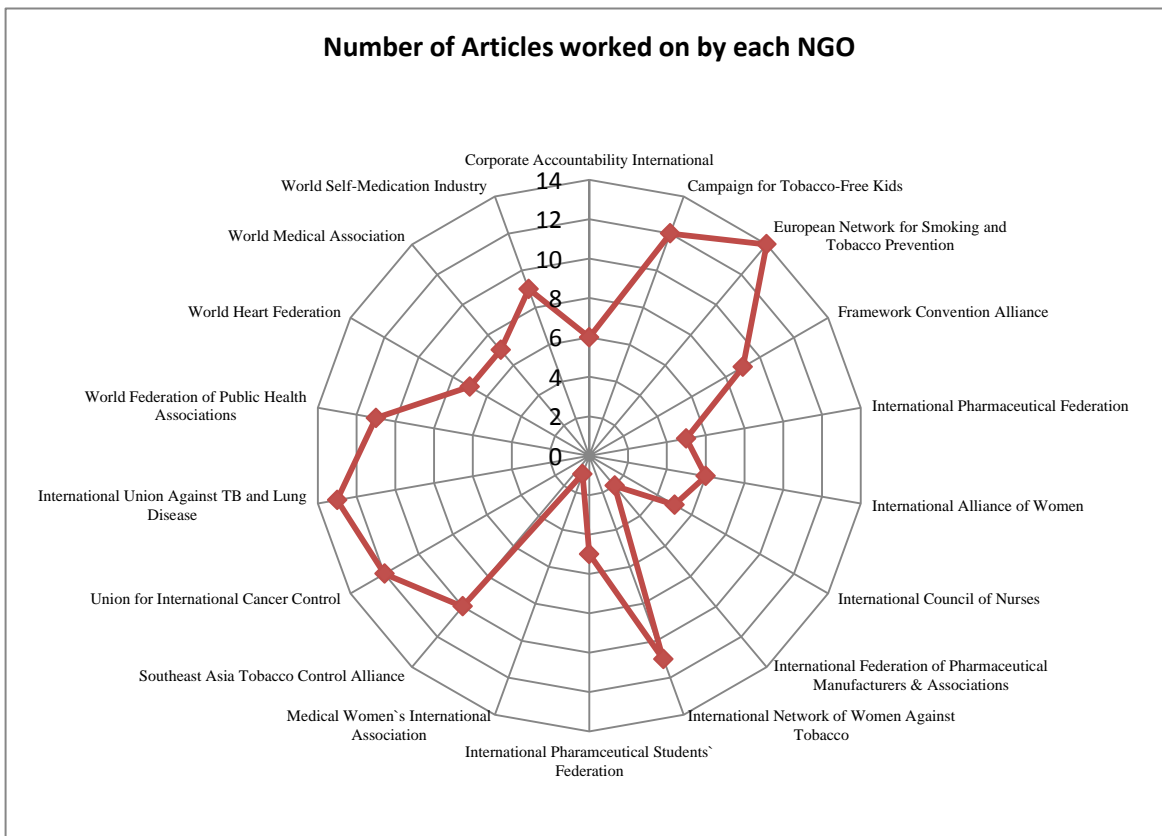 Number of Articles worked on by each NGO
Corporate Accountability International
Campaign for Tobacco-Free Kids
European Network for Smoking and
Tobacco Prevention
Framework Convention Alliance
International Pharmaceutical Federation
International Alliance of Women
International Council of Nurses
International Federation of Pharmaceutical
Manufacturers & Associations
International Network of Women Against
Tobacco
International Pharamceutical Students`
Federation
Medical Women`s International
Association
Southeast Asia Tobacco Control Alliance
Union for International Cancer Control
International Union Against TB and Lung
Disease
World Federation of Public Health
Associations
World Heart Federation
World Medical Association
World Self-Medication Industry
14
12
10
8
6
4
2
0